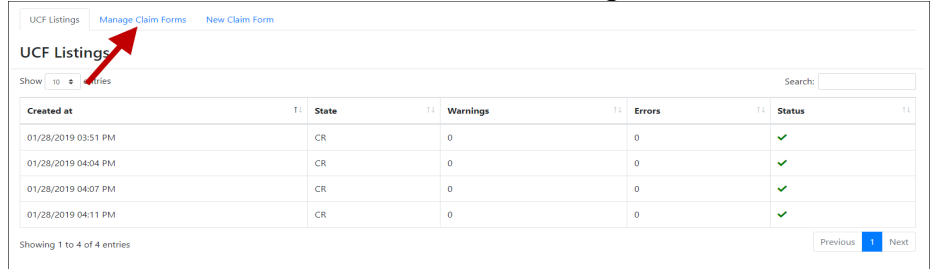 UCF Listings Manage Claim Forms New Claim Form
UCF Listings
Show 10 entries Search:
Created at State Warnings Errors Status
01/28/2019 03:51 PM CR 0 0
01/28/2019 04:04 PM CR 0 0
01/28/2019 04:07 PM CR 0 0
01/28/2019 04:11 PM CR 0 0
Showing 1 to 4 of 4 entries Previous 1 Next